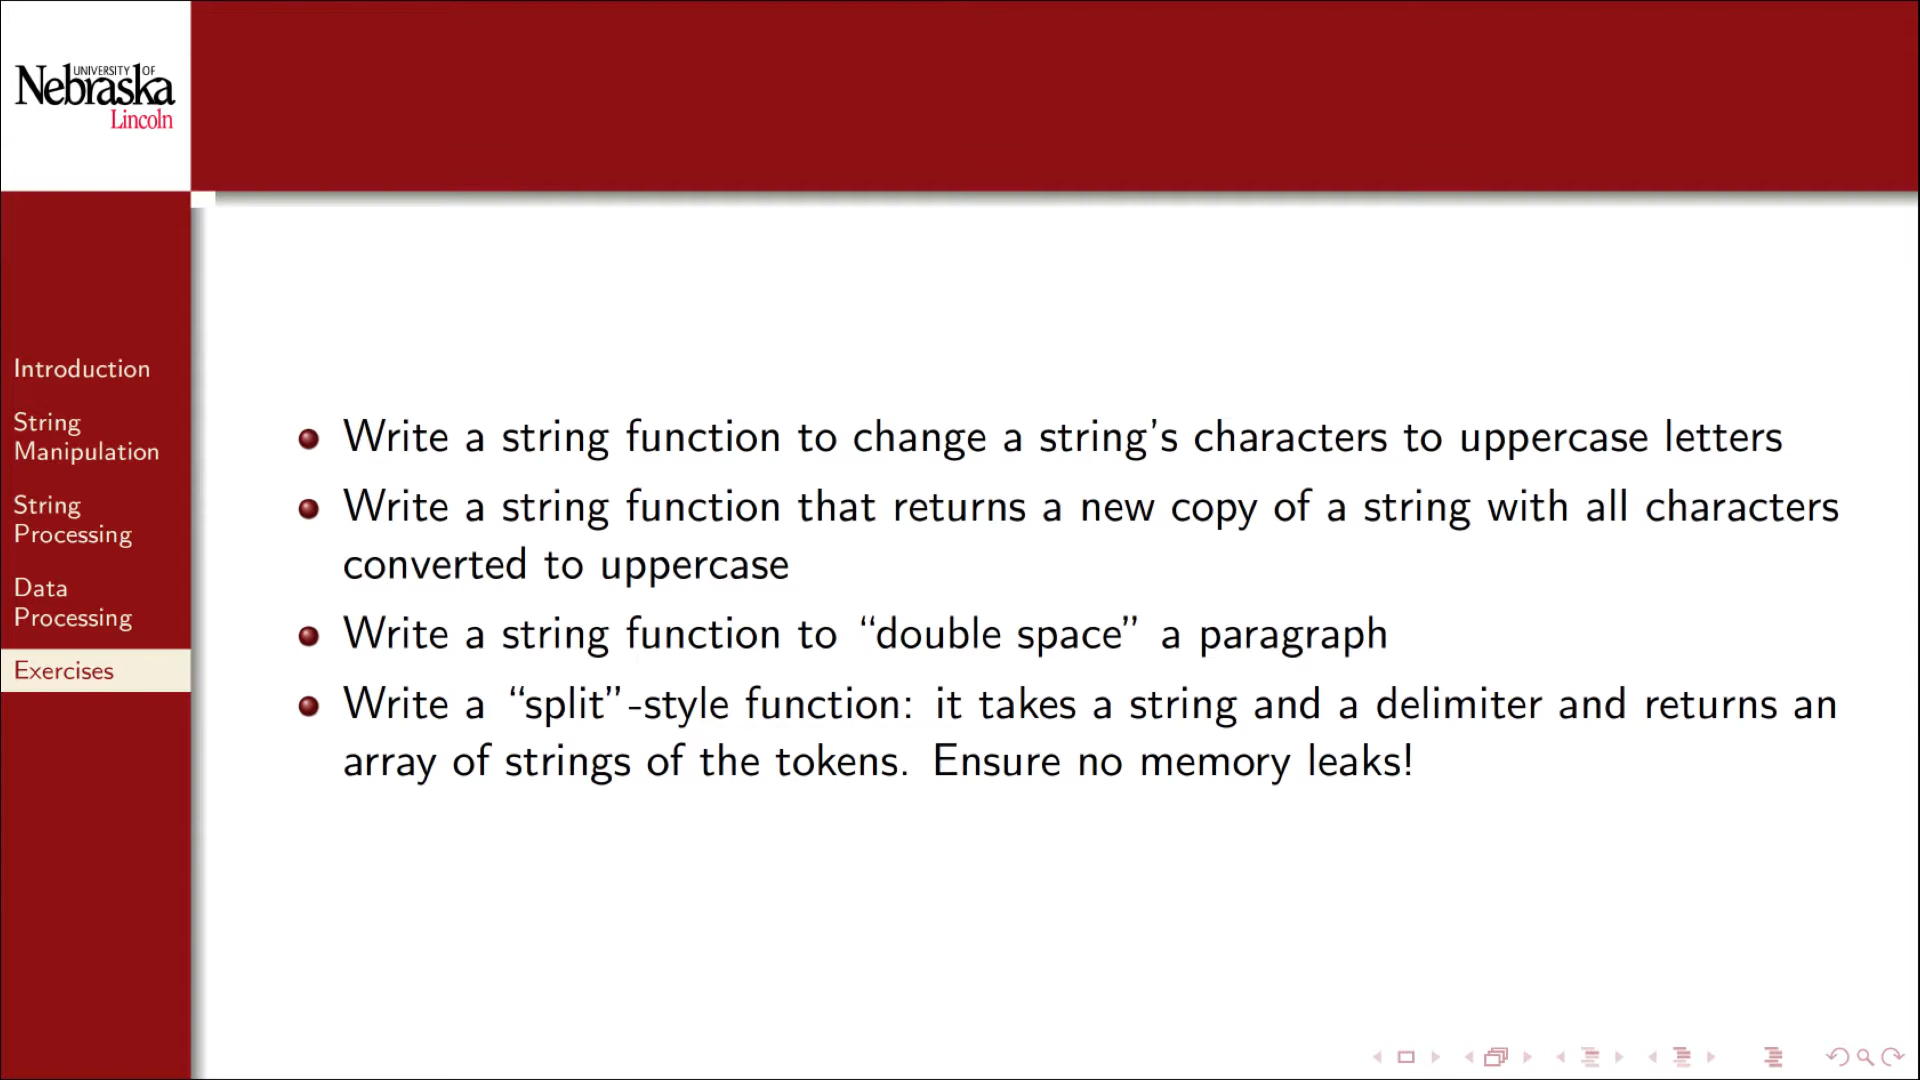 UNIVERSITY OF
Nebraska
Lincoln
Introduction
String
Manipulation
String
Processing
Data
Processing
Exercises
Write a string function to change a string’s characters to uppercase letters
Write a string function that returns a new copy of a string with all characters
converted to uppercase
Write a string function to “double space” a paragraph
Write a “split”-style function: it takes a string and a delimiter and returns an
array of strings of the tokens. Ensure no memory leaks!